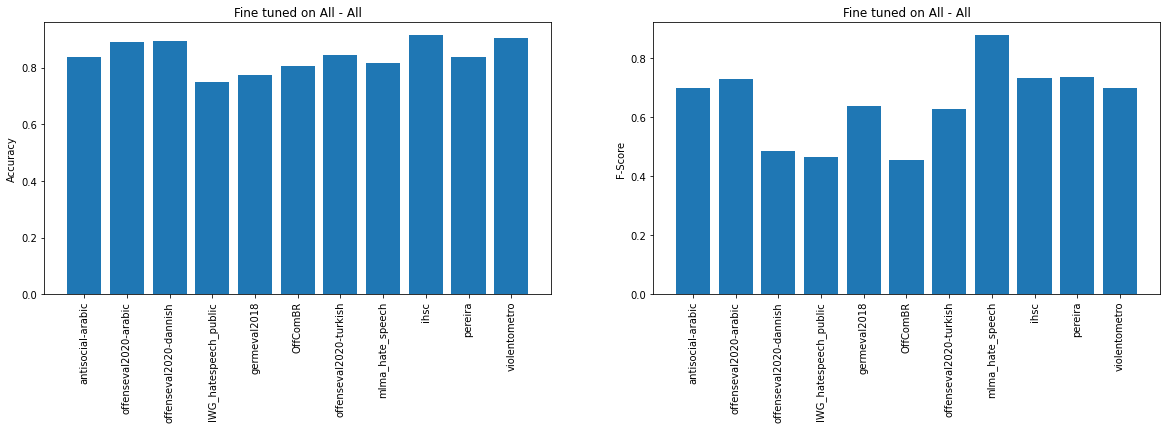 Fine tuned on All - All
Accuracy
0.8
0.6
0.4
0.2
0.0
antisocial-arabic
offenseval2020-arabic
offenseval2020-dannish
IWG_hatespeech_public
germeval2018
OffComBR
offenseval2020-turkish
mlma_hate_speech
ihsc
pereira
violentometro
Fine tuned on All - All
F-Score
0.8
0.6
0.4
0.2
0.0
antisocial-arabic
offenseval2020-arabic
offenseval2020-dannish
IWG_hatespeech_public
germeval2018
OffComBR
offenseval2020-turkish
mlma_hate_speech
ihsc
pereira
violentometro